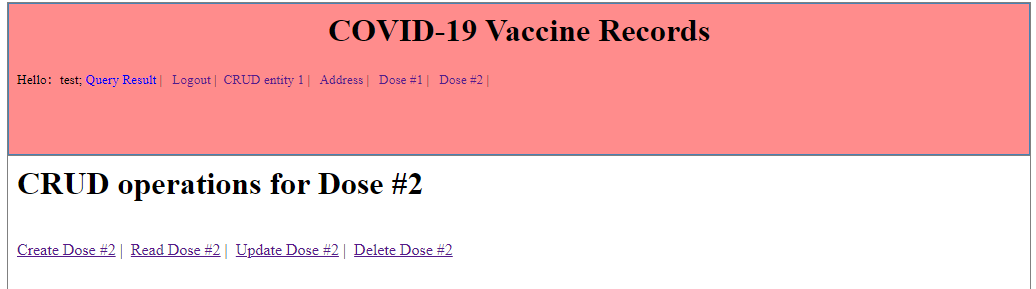 COVID-19 Vaccine Records
Hello：test; Query Result | Logout | CRUD entity 1 | Address | Dose #1 | Dose #2 |
CRUD operations for Dose #2
Create Dose #2 | Read Dose #2 | Update Dose #2 | Delete Dose #2